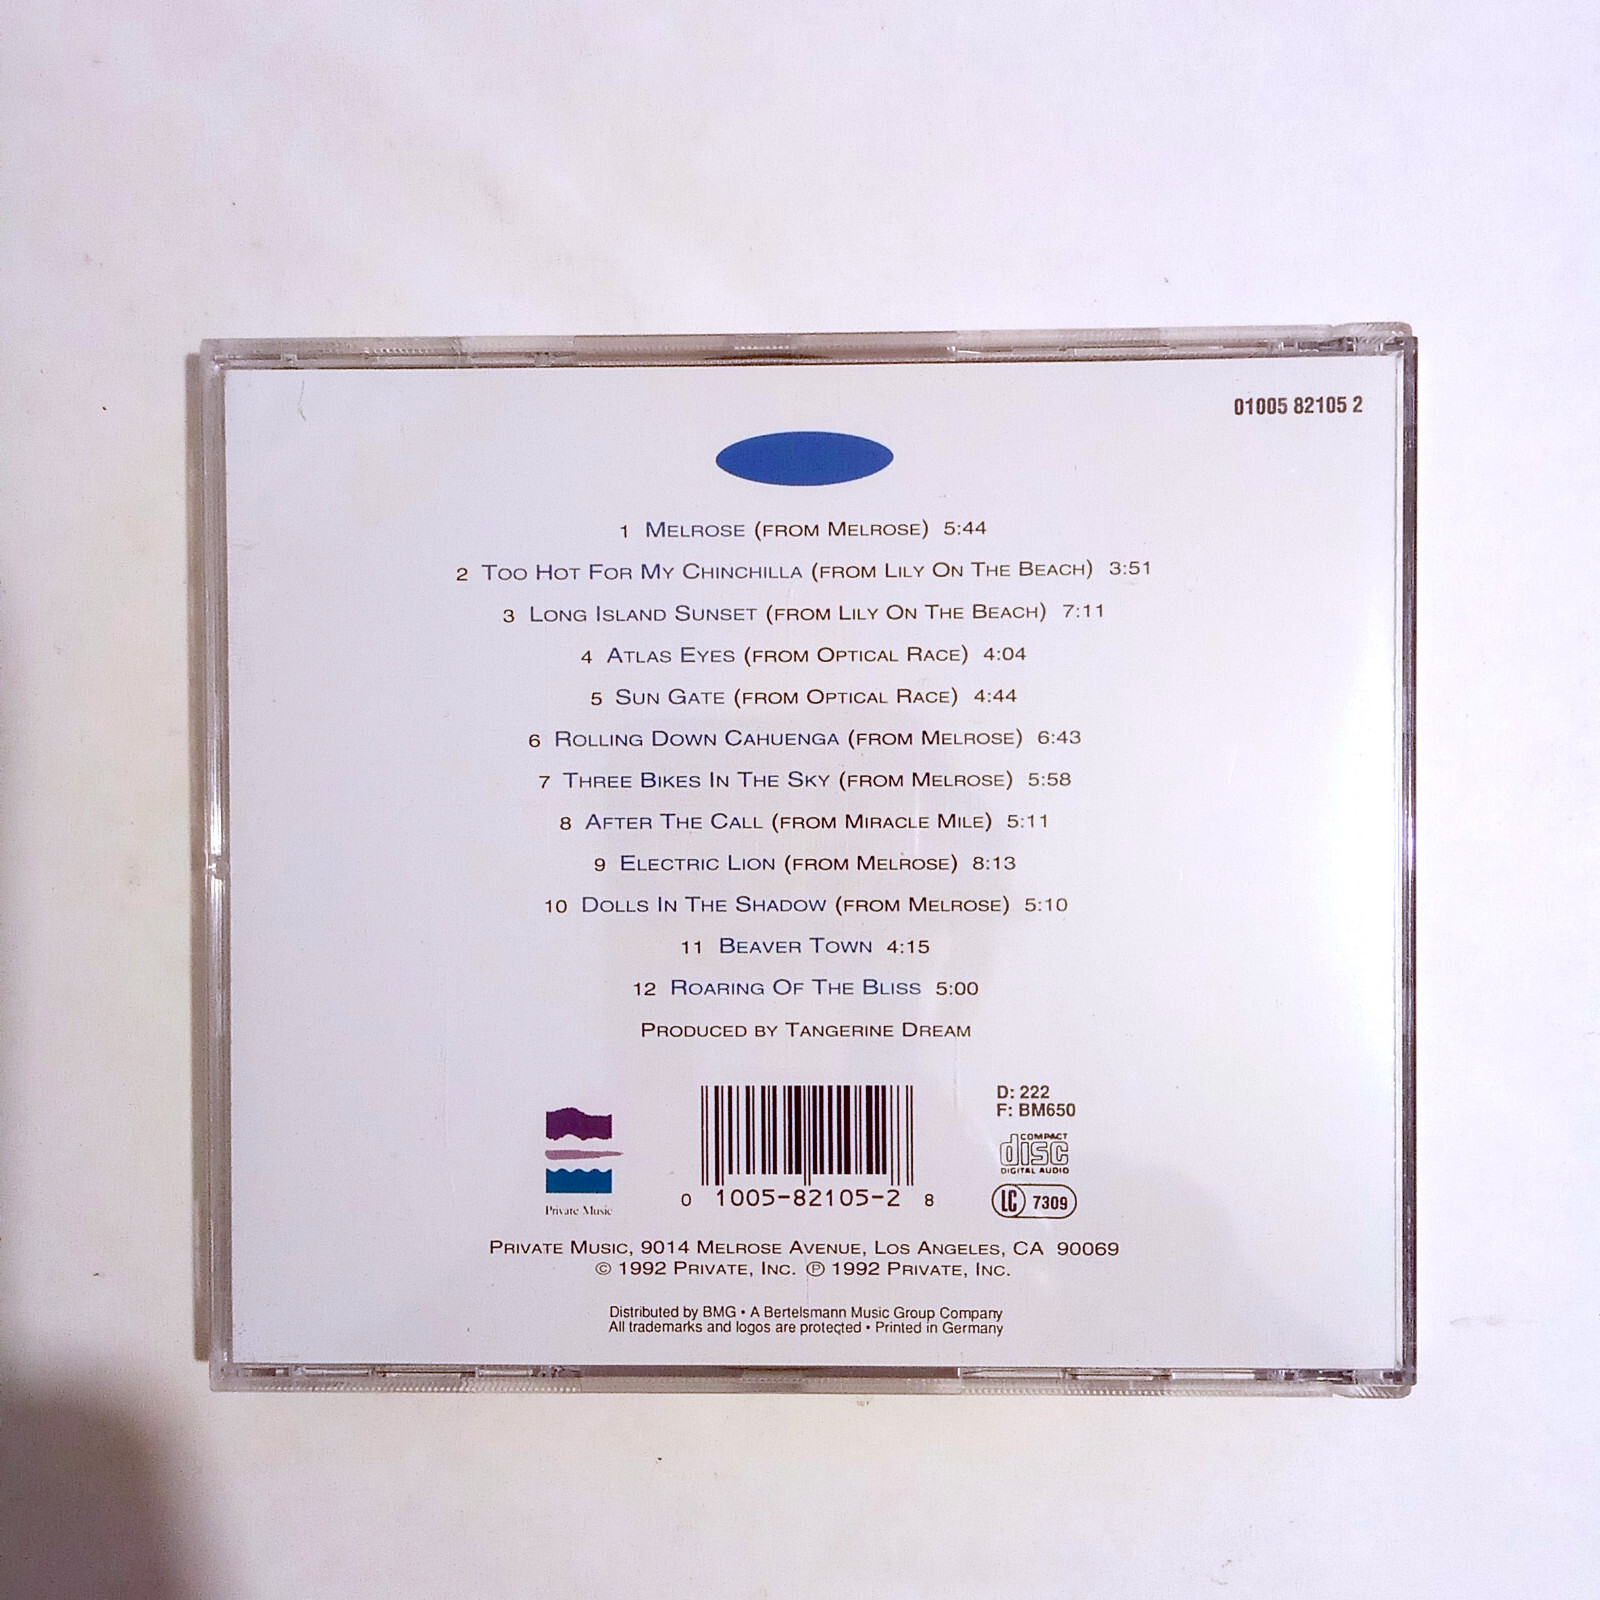 01005 82105 2
1 MELROSE (FROM MELROSE) 5:44
2 TOO HOT FOR MY CHINCHILLA (FROM LILY ON THE BEACH) 3:51
3 LONG ISLAND SUNSET (FROM LILY ON THE BEACH) 7:11
4 ATLAS EYES (FROM OPTICAL RACE) 4:04
5 SUN GATE (FROM OPTICAL RACE) 4:44
6 ROLLING DOWN CAHUENGA (FROM MELROSE) 6:43
7 THREE BIKES IN THE SKY (FROM MELROSE) 5:58
8 AFTER THE CALL (FROM MIRACLE MILE) 5:11
9 ELECTRIC LION (FROM MELROSE) 8:13
10 DOLLS IN THE SHADOW (FROM MELROSE) 5:10
11 BEAVER TOWN 4:15
12 ROARING OF THE BLISS 5:00
PRODUCED BY TANGERINE DREAM
Private Music
0 1005-82105-2 8
D: 222
F: BM650
COMPACT
disc
DIGITAL AUDIO
LC 7309
PRIVATE MUSIC, 9014 MELROSE AVENUE, LOS ANGELES, CA 90069
© 1992 PRIVATE, INC. ℗ 1992 PRIVATE, INC.
Distributed by BMG • A Bertelsmann Music Group Company
All trademarks and logos are protected • Printed in Germany